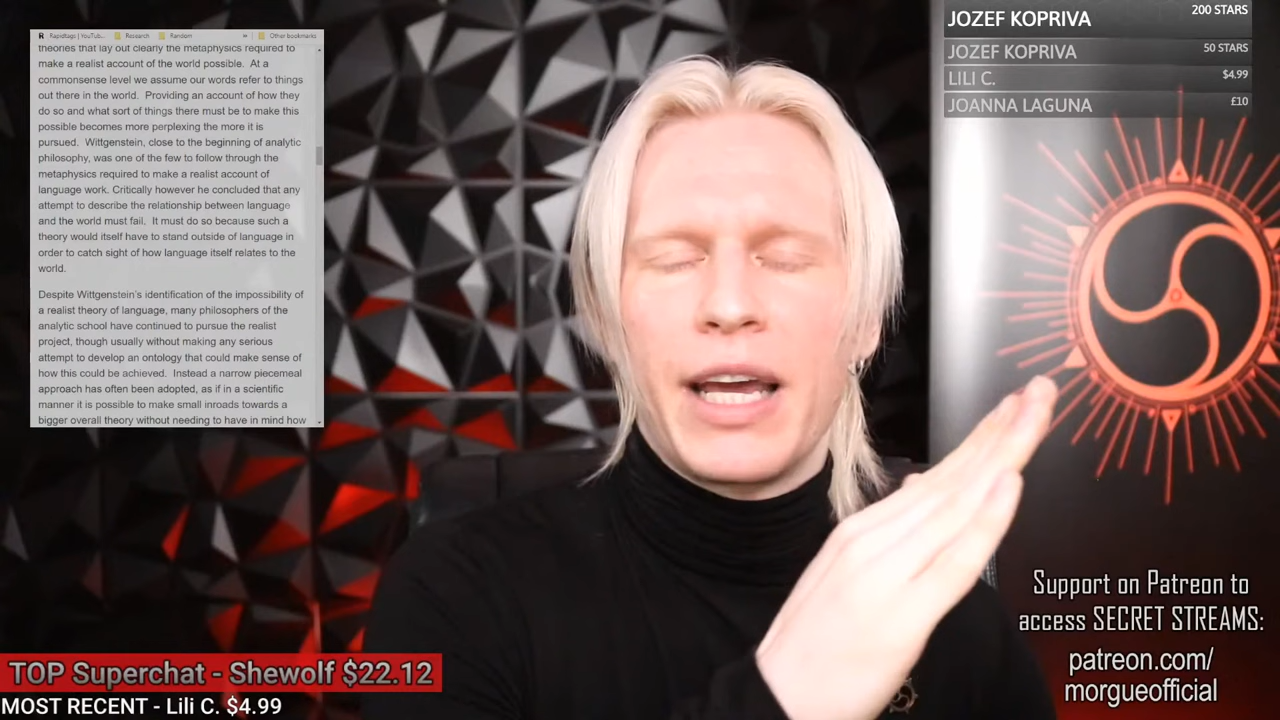 Rapidtags | YouTub...
Research
Random
»
Other bookmarks
theories that lay out clearly the metaphysics required to
make a realist account of the world possible. At a
commonsense level we assume our words refer to things
out there in the world. Providing an account of how they
do so and what sort of things there must be to make this
possible becomes more perplexing the more it is
pursued. Wittgenstein, close to the beginning of analytic
philosophy, was one of the few to follow through the
metaphysics required to make a realist account of
language work. Critically however he concluded that any
attempt to describe the relationship between language
and the world must fail. It must do so because such a
theory would itself have to stand outside of language in
order to catch sight of how language itself relates to the
world.
Despite Wittgenstein's identification of the impossibility of
a realist theory of language, many philosophers of the
analytic school have continued to pursue the realist
project, though usually without making any serious
attempt to develop an ontology that could make sense of
how this could be achieved. Instead a narrow piecemeal
approach has often been adopted, as if in a scientific
manner it is possible to make small inroads towards a
bigger overall theory without needing to have in mind how
JOZEF KOPRIVA 200 STARS
JOZEF KOPRIVA 50 STARS
LILI C. $4.99
JOANNA LAGUNA £10
Support on Patreon to
access SECRET STREAMS:
patreon.com/
morgueofficial
TOP Superchat - Shewolf $22.12
MOST RECENT - Lili C. $4.99